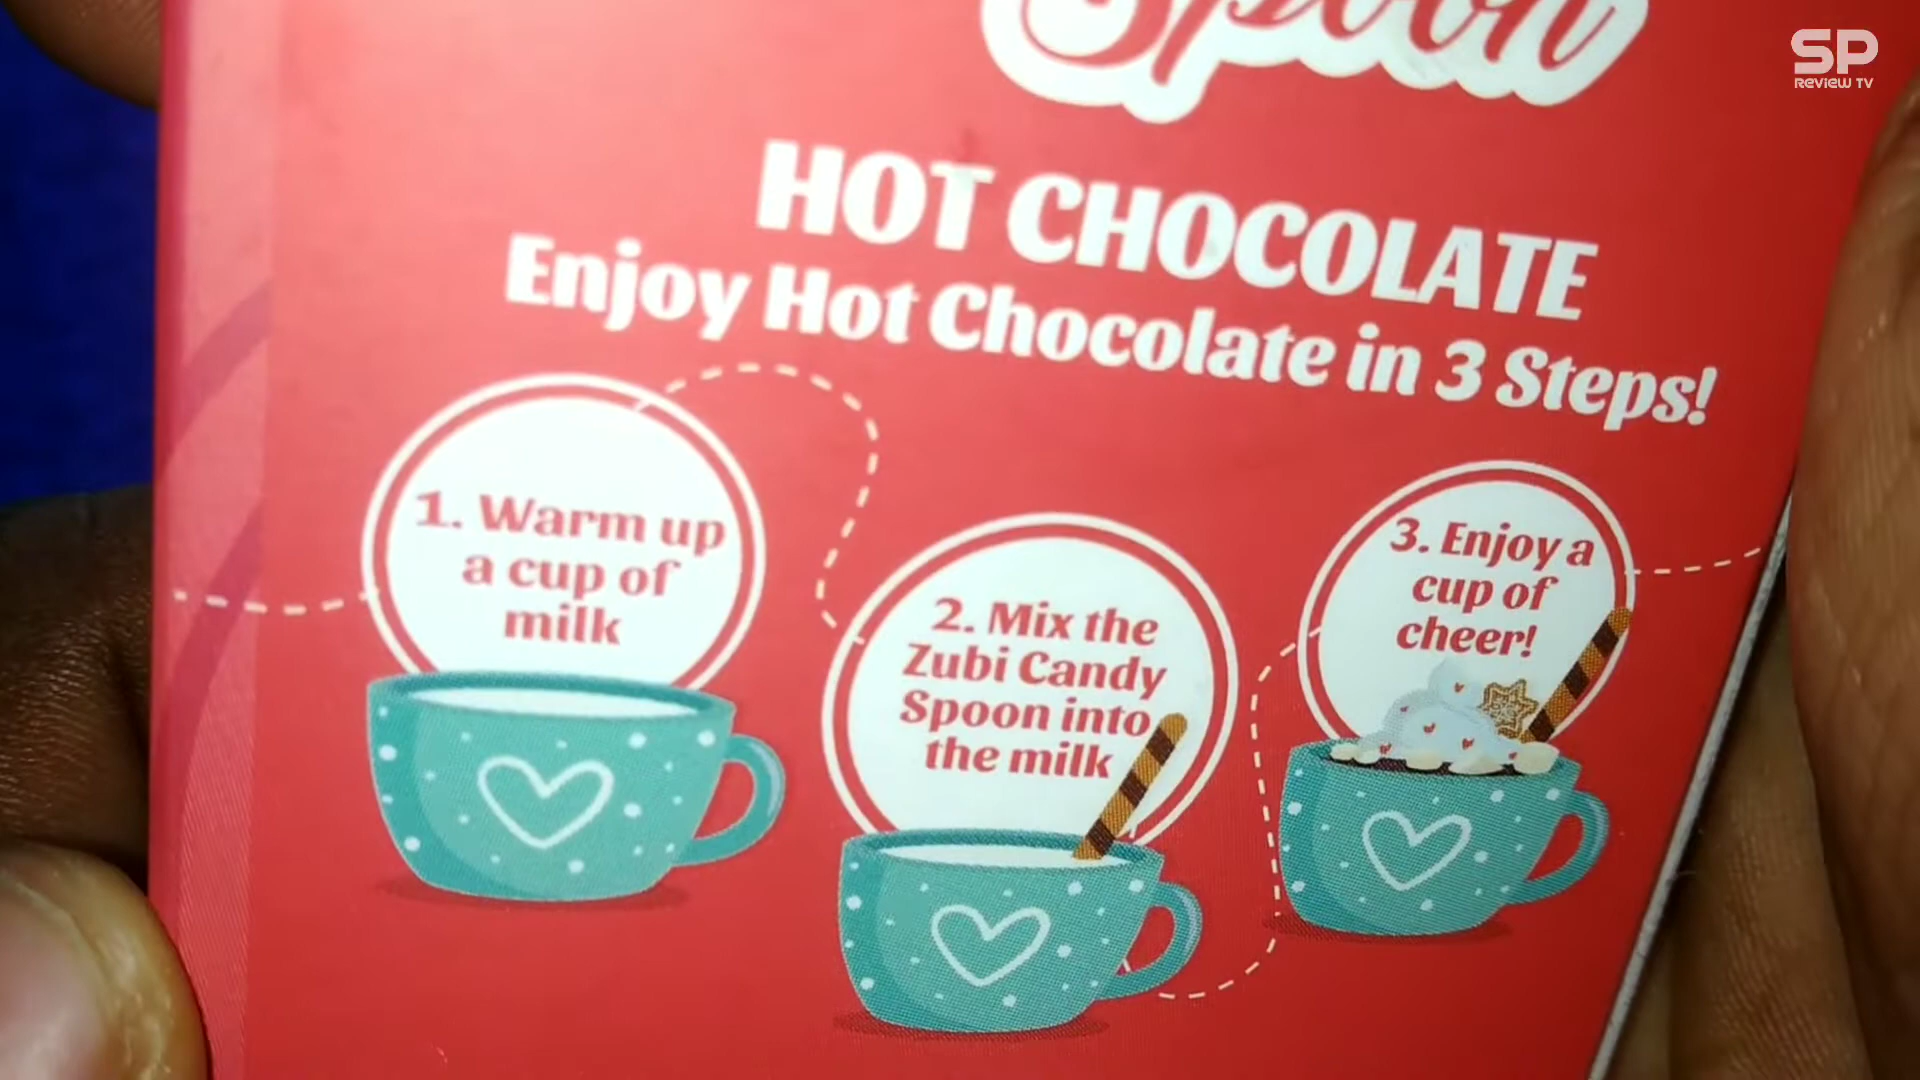 Spoon
SP
Review TV
HOT CHOCOLATE
Enjoy Hot Chocolate in 3 Steps!
1. Warm up
a cup of
milk
2. Mix the
Zubi Candy
Spoon into
the milk
3. Enjoy a
cup of
cheer!